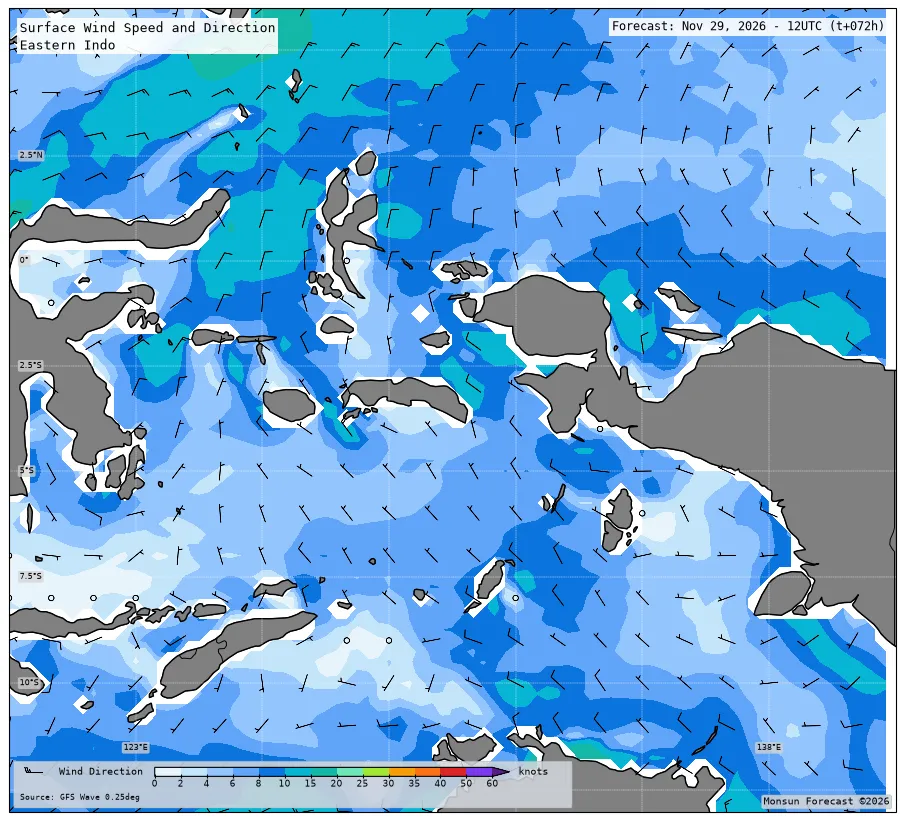 Surface Wind Speed and Direction
Eastern Indo
Forecast: Nov 29, 2026 - 12UTC (t+072h)
2.5°N
0°
2.5°S
5°S
7.5°S
10°S
123°E
138°E
Wind Direction
knots
0 2 4 6 8 10 15 20 25 30 35 40 50 60
Source: GFS Wave 0.25deg
Monsun Forecast ©2026